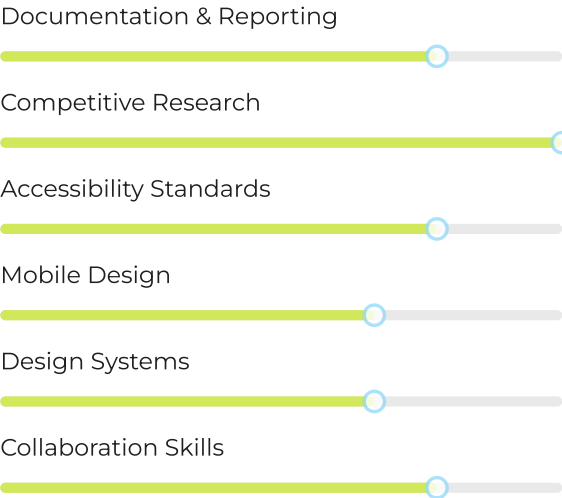 Documentation & Reporting
Competitive Research
Accessibility Standards
Mobile Design
Design Systems
Collaboration Skills